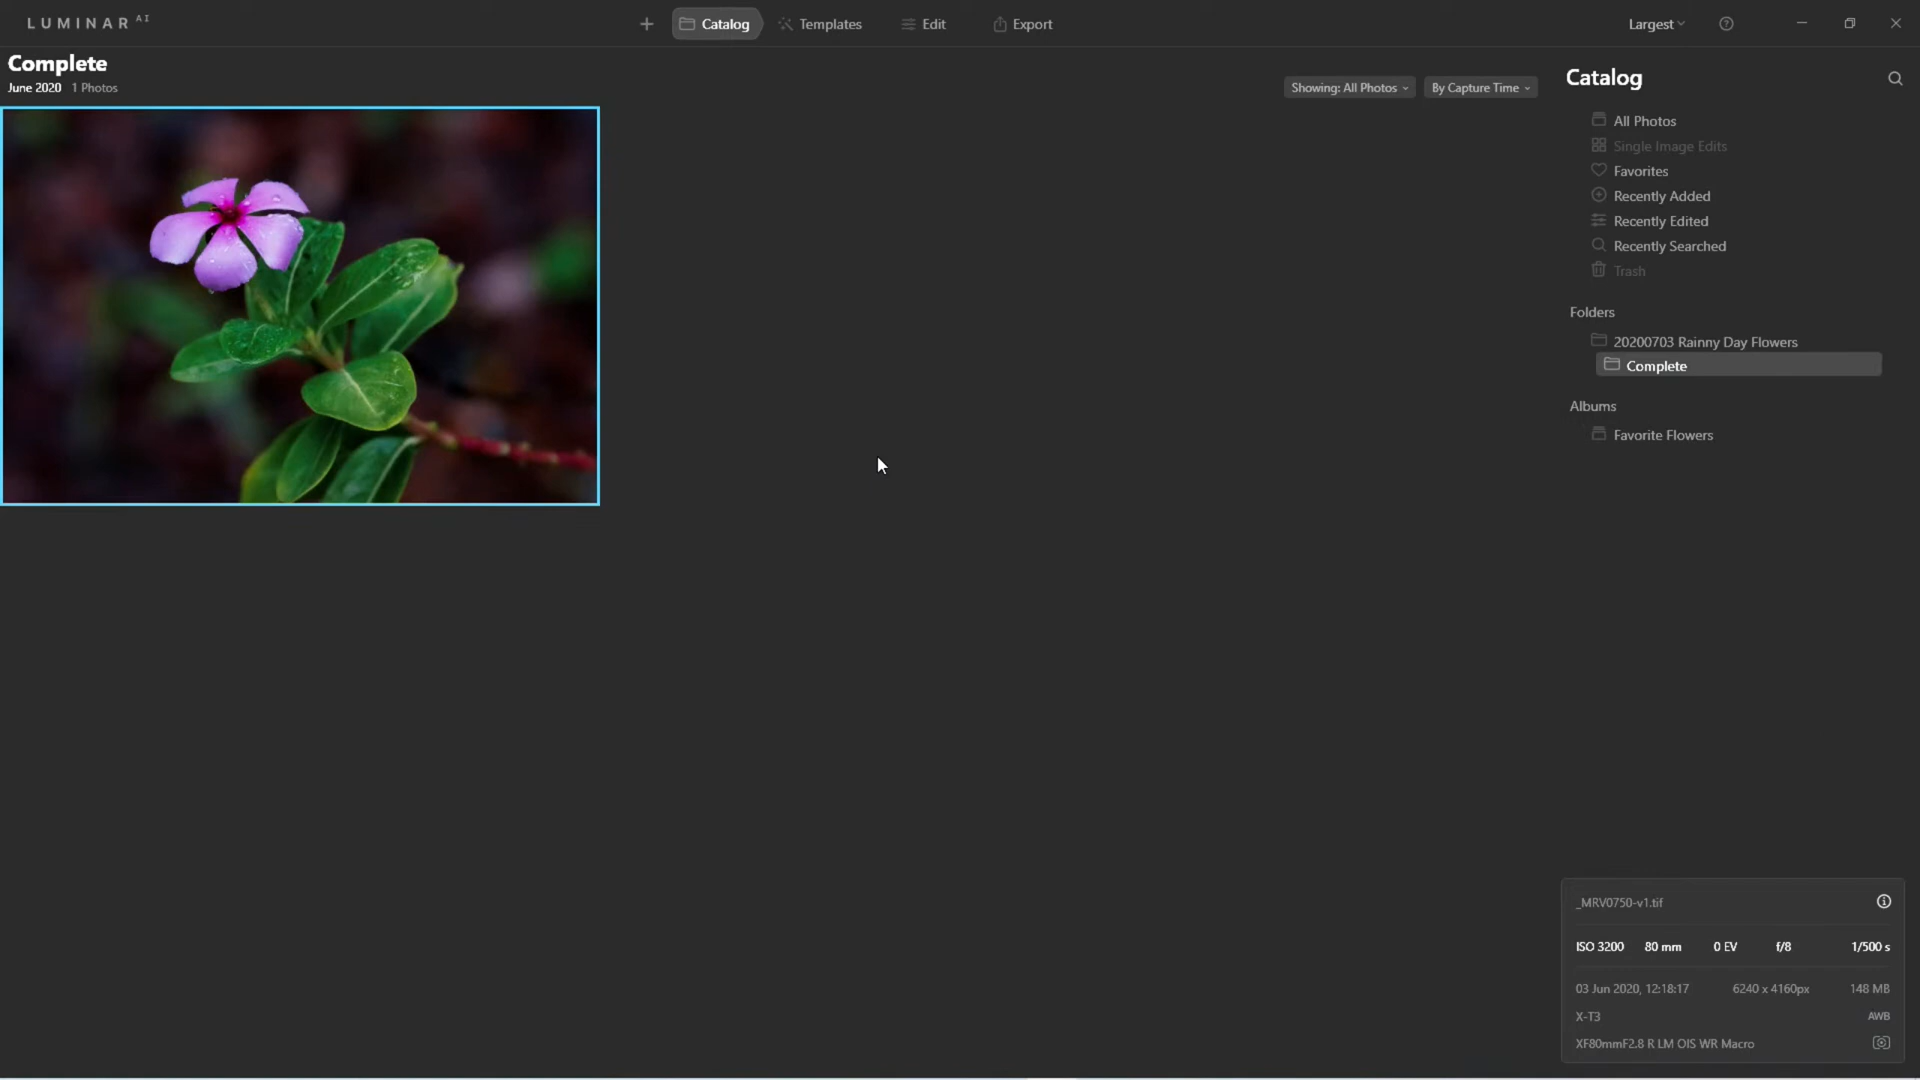 LUMINAR AI
Catalog
Templates
Edit
Export
Largest
Complete
June 2020 1 Photos
Showing: All Photos
By Capture Time
Catalog
All Photos
Single Image Edits
Favorites
Recently Added
Recently Edited
Recently Searched
Trash
Folders
20200703 Rainny Day Flowers
Complete
Albums
Favorite Flowers
_MRV0750-v1.tif
ISO 3200 80 mm 0 EV f/8 1/500 s
03 Jun 2020, 12:18:17 6240 x 4160px 148 MB
X-T3 AWB
XF80mmF2.8 R LM OIS WR Macro